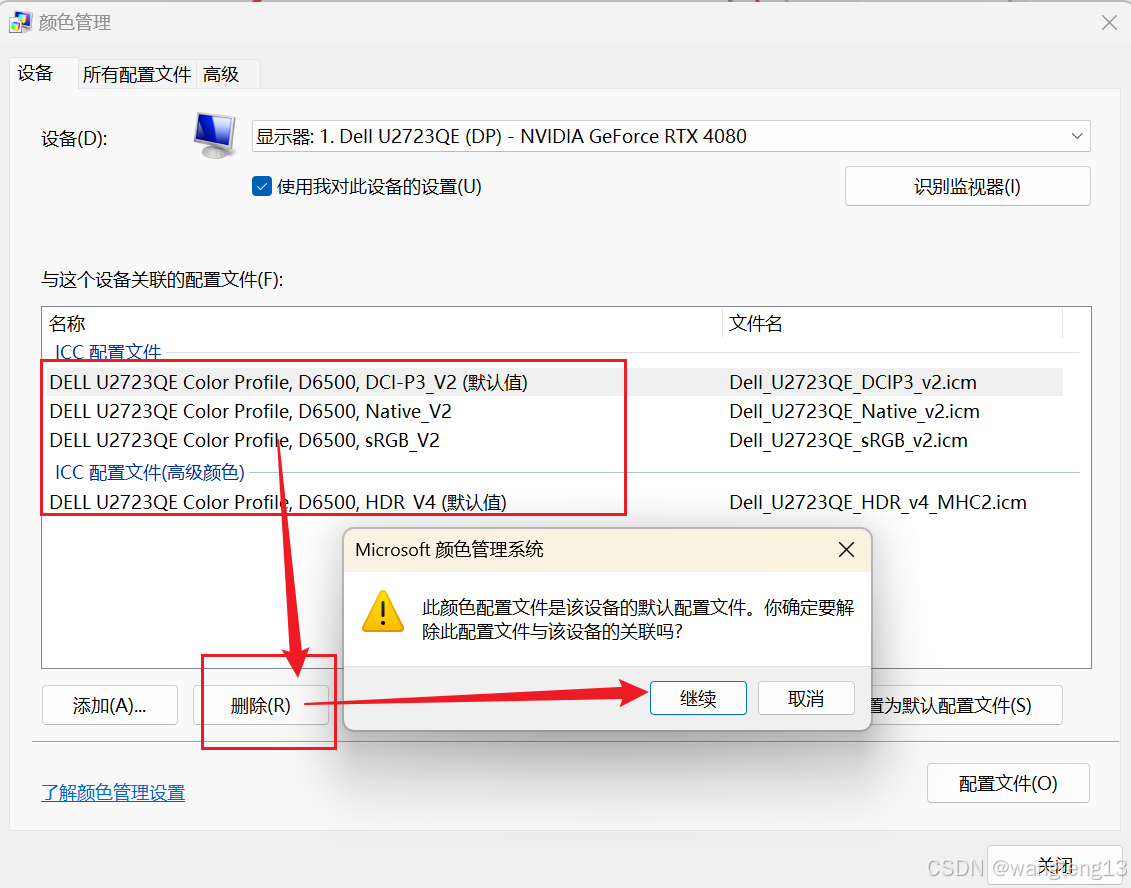 颜色管理
设备 所有配置文件 高级
设备(D):
显示器: 1. Dell U2723QE (DP) - NVIDIA GeForce RTX 4080
使用我对此设备的设置(U)
识别监视器(I)
与这个设备关联的配置文件(F):
名称 文件名
ICC 配置文件
DELL U2723QE Color Profile, D6500, DCI-P3_V2 (默认值) Dell_U2723QE_DCIP3_v2.icm
DELL U2723QE Color Profile, D6500, Native_V2 Dell_U2723QE_Native_v2.icm
DELL U2723QE Color Profile, D6500, sRGB_V2 Dell_U2723QE_sRGB_v2.icm
ICC 配置文件(高级颜色)
DELL U2723QE Color Profile, D6500, HDR_V4 (默认值) Dell_U2723QE_HDR_v4_MHC2.icm
Microsoft 颜色管理系统
此颜色配置文件是该设备的默认配置文件。你确定要解
除此配置文件与该设备的关联吗?
继续 取消
添加(A)... 删除(R) 置为默认配置文件(S)
了解颜色管理设置
配置文件(O)
关闭
CSDN @wangteng13